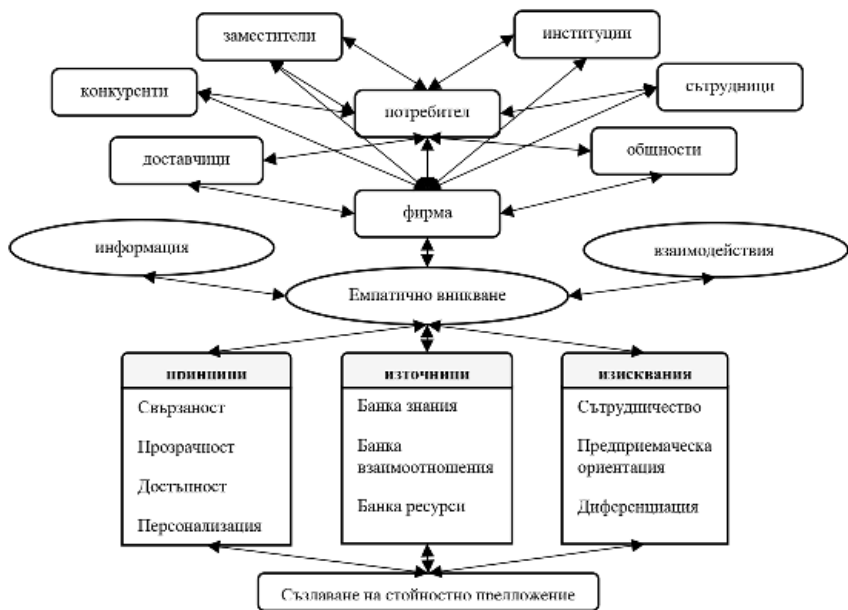 заместители
институции
конкуренти
потребител
сътрудници
доставчици
общности
фирма
информация
взаимодействия
Емпатично вникване
принципи
източници
изисквания
Свързаност
Прозрачност
Достъпност
Персонализация
Банка знания
Банка
взаимоотношения
Банка ресурси
Сътрудничество
Предприемаческа
ориентация
Диференциация
Създаване на стойностно предложение